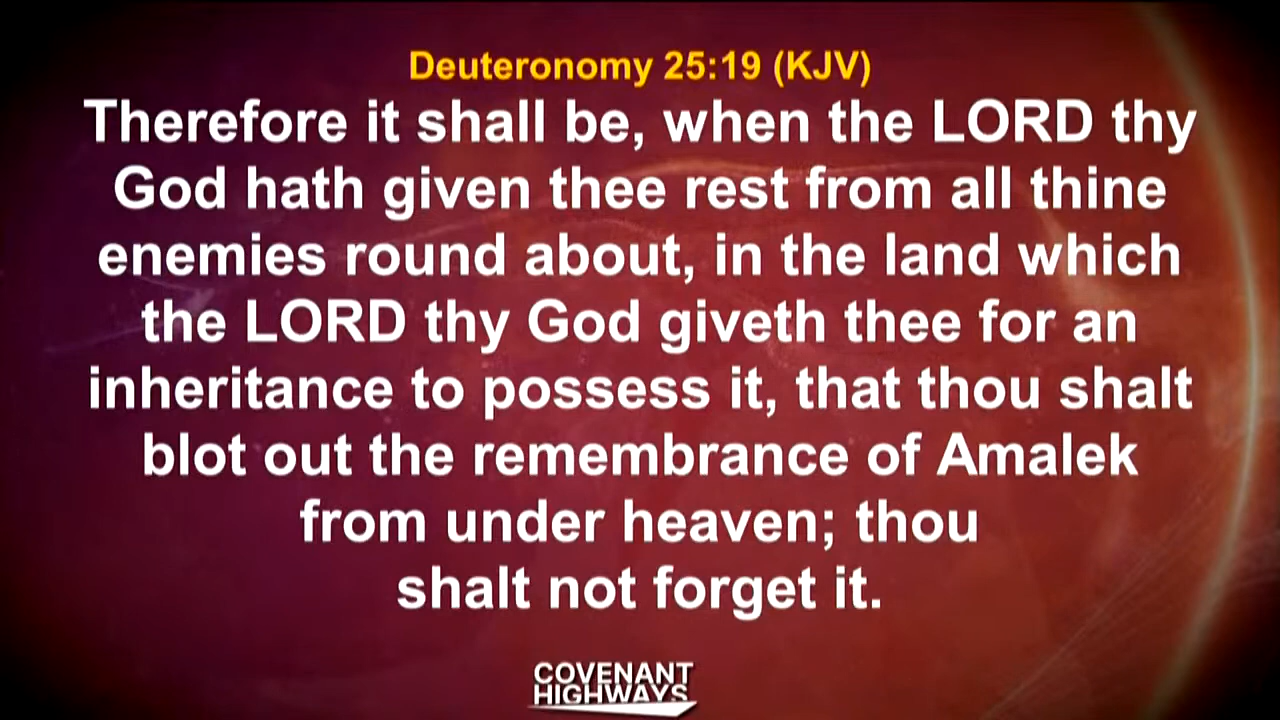 Deuteronomy 25:19 (KJV)
Therefore it shall be, when the LORD thy
God hath given thee rest from all thine
enemies round about, in the land which
the LORD thy God giveth thee for an
inheritance to possess it, that thou shalt
blot out the remembrance of Amalek
from under heaven; thou
shalt not forget it.
COVENANT
HIGHWAYS